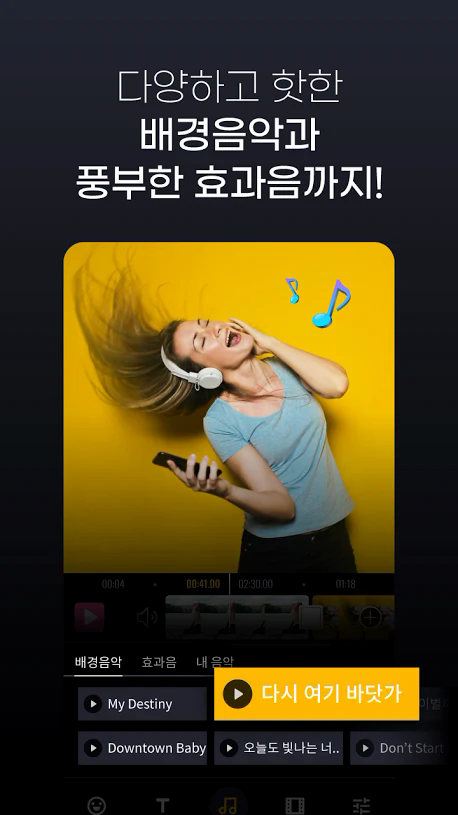 다양하고 핫한
배경음악과
풍부한 효과음까지!
00:04
00:41.00
02:30.00
01:18
배경음악 효과음 내 음악
My Destiny
다시 여기 바닷가
Downtown Baby
오늘도 빛나는 너..
Don't Start
T